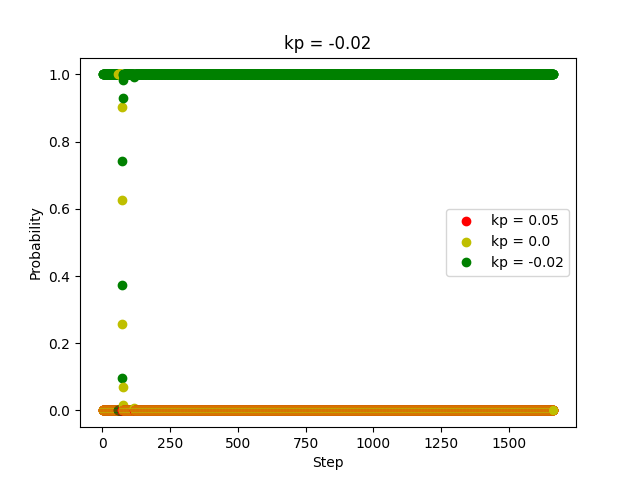 kp = -0.02
1.0
0.8
0.6
0.4
0.2
0.0
Probability
kp = 0.05
kp = 0.0
kp = -0.02
0 250 500 750 1000 1250 1500
Step